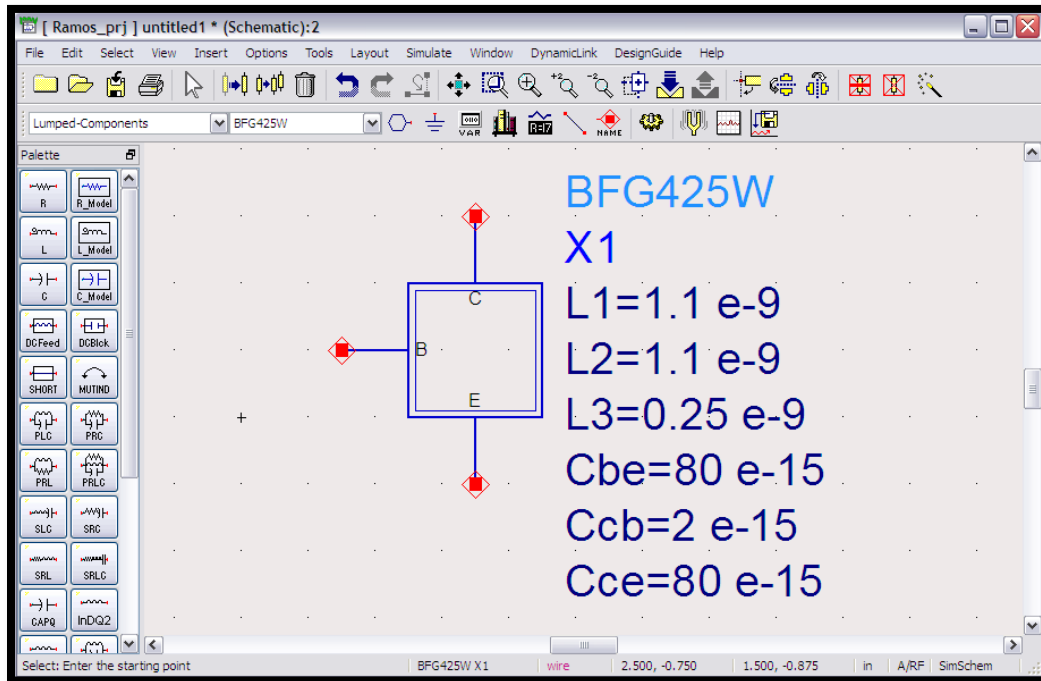 [ Ramos_prj ] untitled1 * (Schematic):2
File Edit Select View Insert Options Tools Layout Simulate Window DynamicLink DesignGuide Help
+2 -2
Lumped-Components BFG425W VAR NAME
Palette
R R_Model
L L_Model
C C_Model
DCFeed DCBlck
SHORT MUTIND
PLC PRC
PRL PRLC
SLC SRC
SRL SRLC
CAPQ InDQ2
BFG425W
X1
L1=1.1 e-9
L2=1.1 e-9
L3=0.25 e-9
Cbe=80 e-15
Ccb=2 e-15
Cce=80 e-15
C
B
E
Select: Enter the starting point BFG425W X1 wire 2.500, -0.750 1.500, -0.875 in A/RF SimSchem